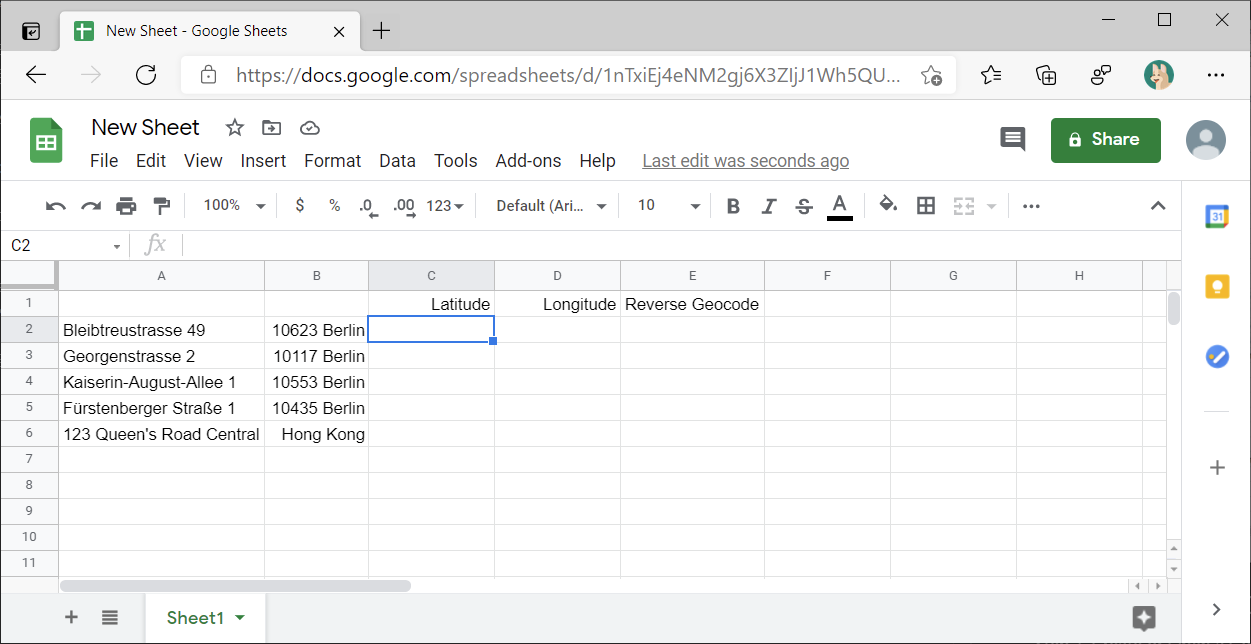 New Sheet - Google Sheets
https://docs.google.com/spreadsheets/d/1nTxiEj4eNM2gj6X3ZIjJ1Wh5QU...
New Sheet
File Edit View Insert Format Data Tools Add-ons Help Last edit was seconds ago
Share
100% $ % .0 .00 123 Default (Ari... 10 B I S A
31
C2 fx
A B C D E F G H
1 Latitude Longitude Reverse Geocode
2 Bleibtreustrasse 49 10623 Berlin
3 Georgenstrasse 2 10117 Berlin
4 Kaiserin-August-Allee 1 10553 Berlin
5 Fürstenberger Straße 1 10435 Berlin
6 123 Queen's Road Central Hong Kong
7
8
9
10
11
Sheet1